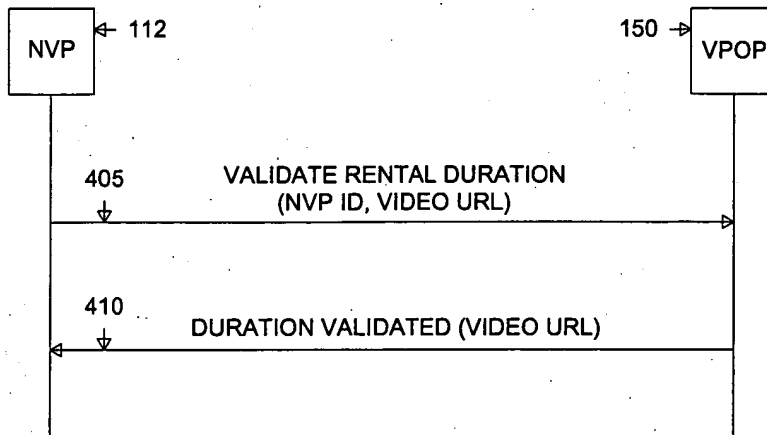 NVP
112
150
VPOP
405
VALIDATE RENTAL DURATION
(NVP ID, VIDEO URL)
410
DURATION VALIDATED (VIDEO URL)